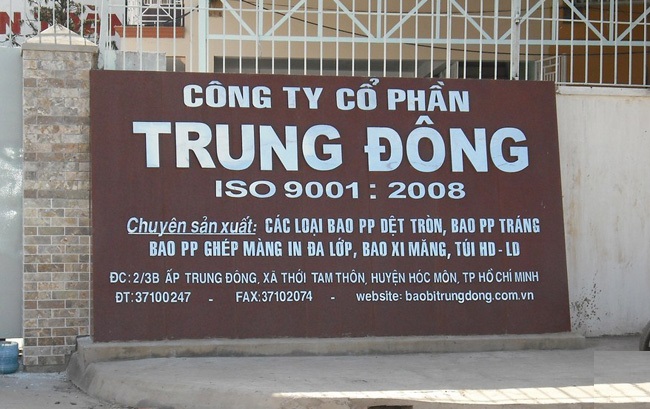 CÔNG TY CỔ PHẦN
TRUNG ĐÔNG
ISO 9001 : 2008
Chuyên sản xuất: CÁC LOẠI BAO PP DỆT TRÒN, BAO PP TRÁNG
BAO PP GHÉP MÀNG IN ĐA LỚP, BAO XI MĂNG, TÚI HD - LD
ĐC: 2/3B ẤP TRUNG ĐÔNG, XÃ THỚI TAM THÔN, HUYỆN HÓC MÔN, TP HỒ CHÍ MINH
ĐT: 37100247 - FAX:37102074 - website: baobitrungdong.com.vn